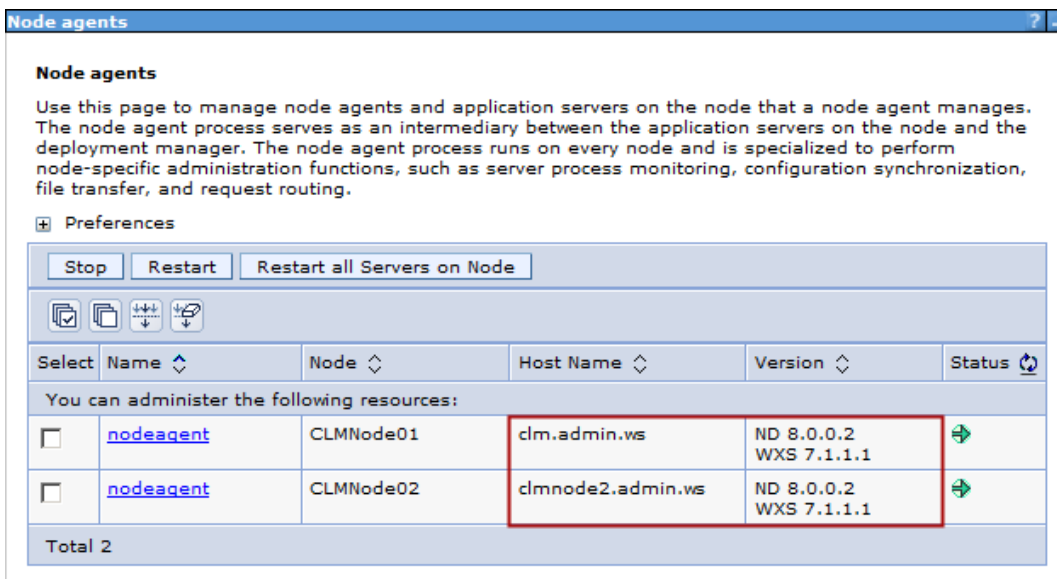 Node agents ? -
Node agents
Use this page to manage node agents and application servers on the node that a node agent manages.
The node agent process serves as an intermediary between the application servers on the node and the
deployment manager. The node agent process runs on every node and is specialized to perform
node-specific administration functions, such as server process monitoring, configuration synchronization,
file transfer, and request routing.
+ Preferences
Stop Restart Restart all Servers on Node
Select Name Node Host Name Version Status
You can administer the following resources:
nodeagent CLMNode01 clm.admin.ws ND 8.0.0.2
WXS 7.1.1.1
nodeagent CLMNode02 clmnode2.admin.ws ND 8.0.0.2
WXS 7.1.1.1
Total 2